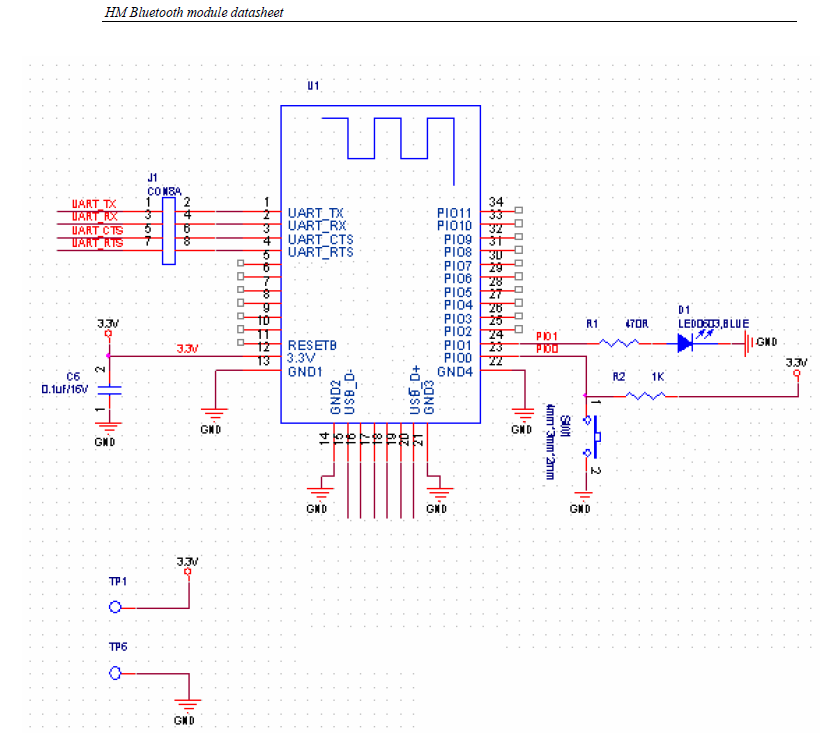 HM Bluetooth module datasheet
U1
J1
CON8A
UART_TX 1 2
UART_RX 3 4
UART_CTS 5 6
UART_RTS 7 8
1 UART_TX
2 UART_RX
3 UART_CTS
4 UART_RTS
5
6
7
8
9
10
11 RESETB
12 3.3V
13 GND1
34 PIO11
33 PIO10
32 PIO9
31 PIO8
30 PIO7
29 PIO6
28 PIO5
27 PIO4
26 PIO3
25 PIO2
24 PIO1
23 PIO0
22 GND4
GND2
USB_D-
USB_D+
GND3
14 15 16 17 18 19 20 21
3.3V
3.3V
C6
0.1uf/16V
2
1
GND
GND
GND
GND
GND
PIO1
PIO0
R1 470R
D1
LED0603,BLUE
GND
3.3V
R2 1K
1
4mm*3mm*2mm
2
GND
3.3V
TP1
TP6
GND